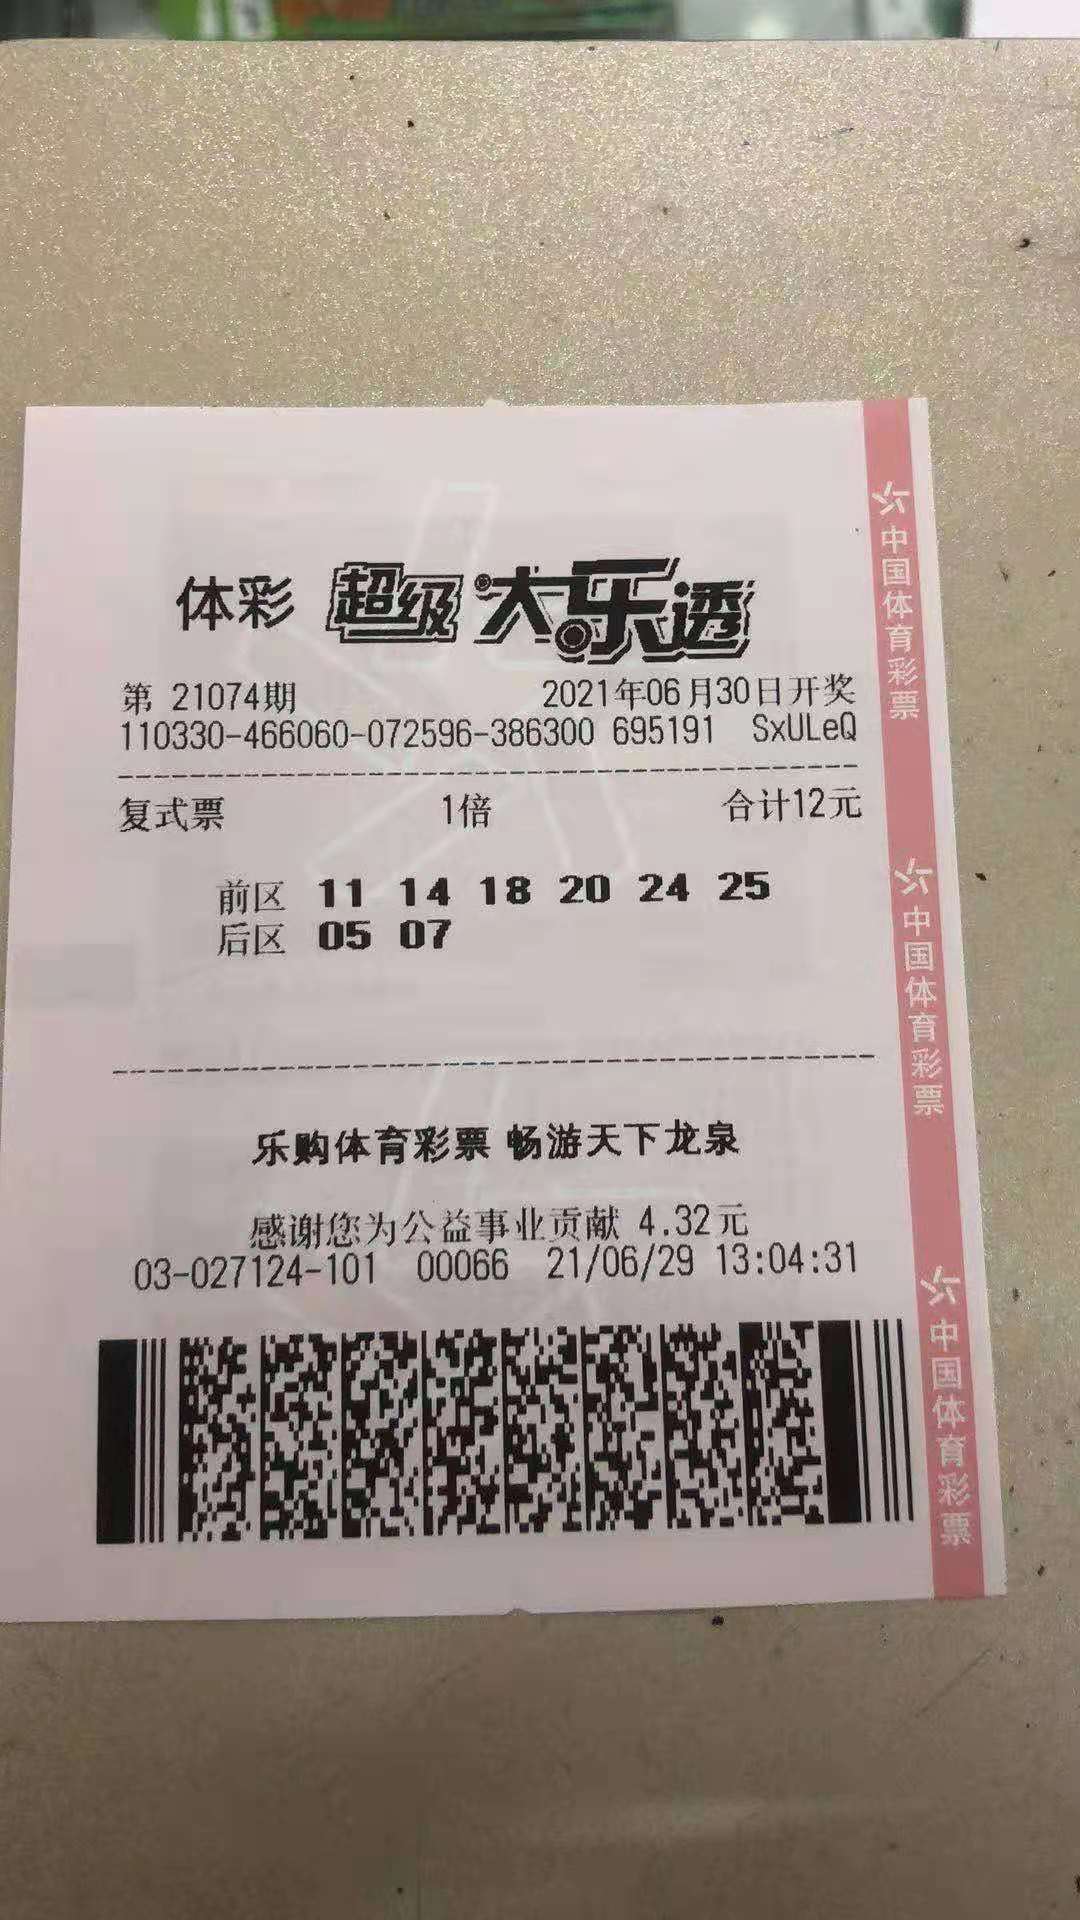 体彩 超级大乐透
第 21074期 2021年06月30日开奖
110330-466060-072596-386300 695191 SxULeQ
复式票 1倍 合计12元
前区 11 14 18 20 24 25
后区 05 07
乐购体育彩票 畅游天下龙泉
感谢您为公益事业贡献 4.32元
03-027124-101 00066 21/06/29 13:04:31
中国体育彩票
中国体育彩票
中国体育彩票